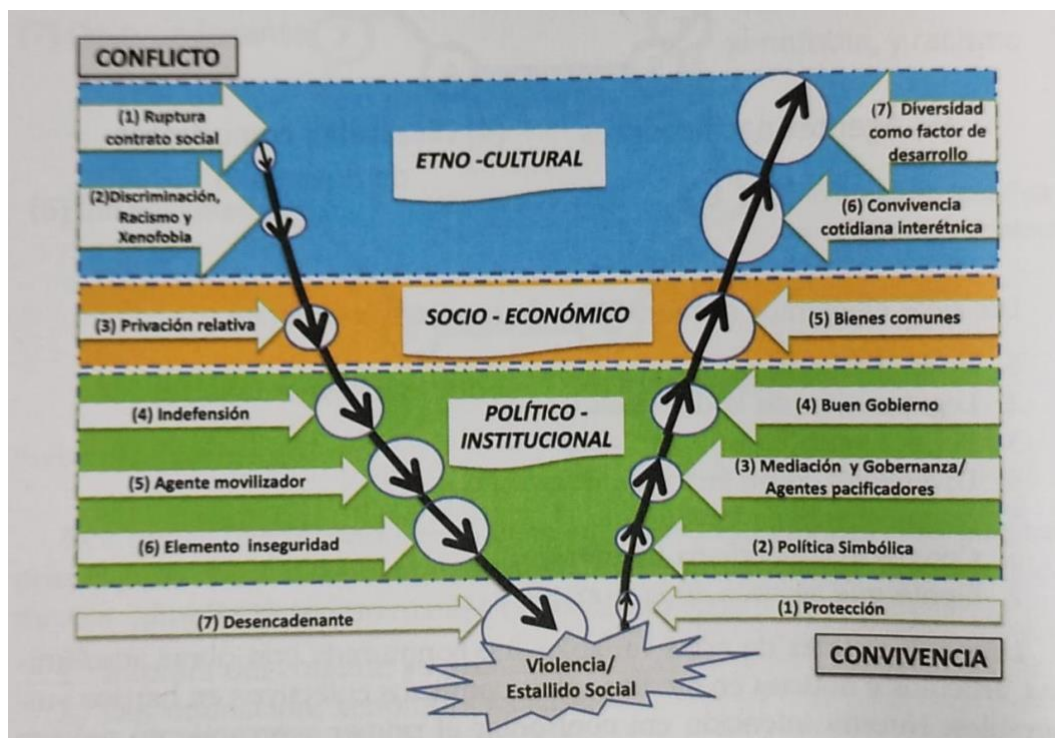 CONFLICTO
(1) Ruptura
contrato social
(2)Discriminación,
Racismo y
Xenofobia
(3) Privación relativa
(4) Indefensión
(5) Agente movilizador
(6) Elemento inseguridad
(7) Desencadenante
ETNO -CULTURAL
SOCIO - ECONÓMICO
POLÍTICO -
INSTITUCIONAL
(7) Diversidad
como factor de
desarrollo
(6) Convivencia
cotidiana interétnica
(5) Bienes comunes
(4) Buen Gobierno
(3) Mediación y Gobernanza/
Agentes pacificadores
(2) Política Simbólica
(1) Protección
CONVIVENCIA
Violencia/
Estallido Social